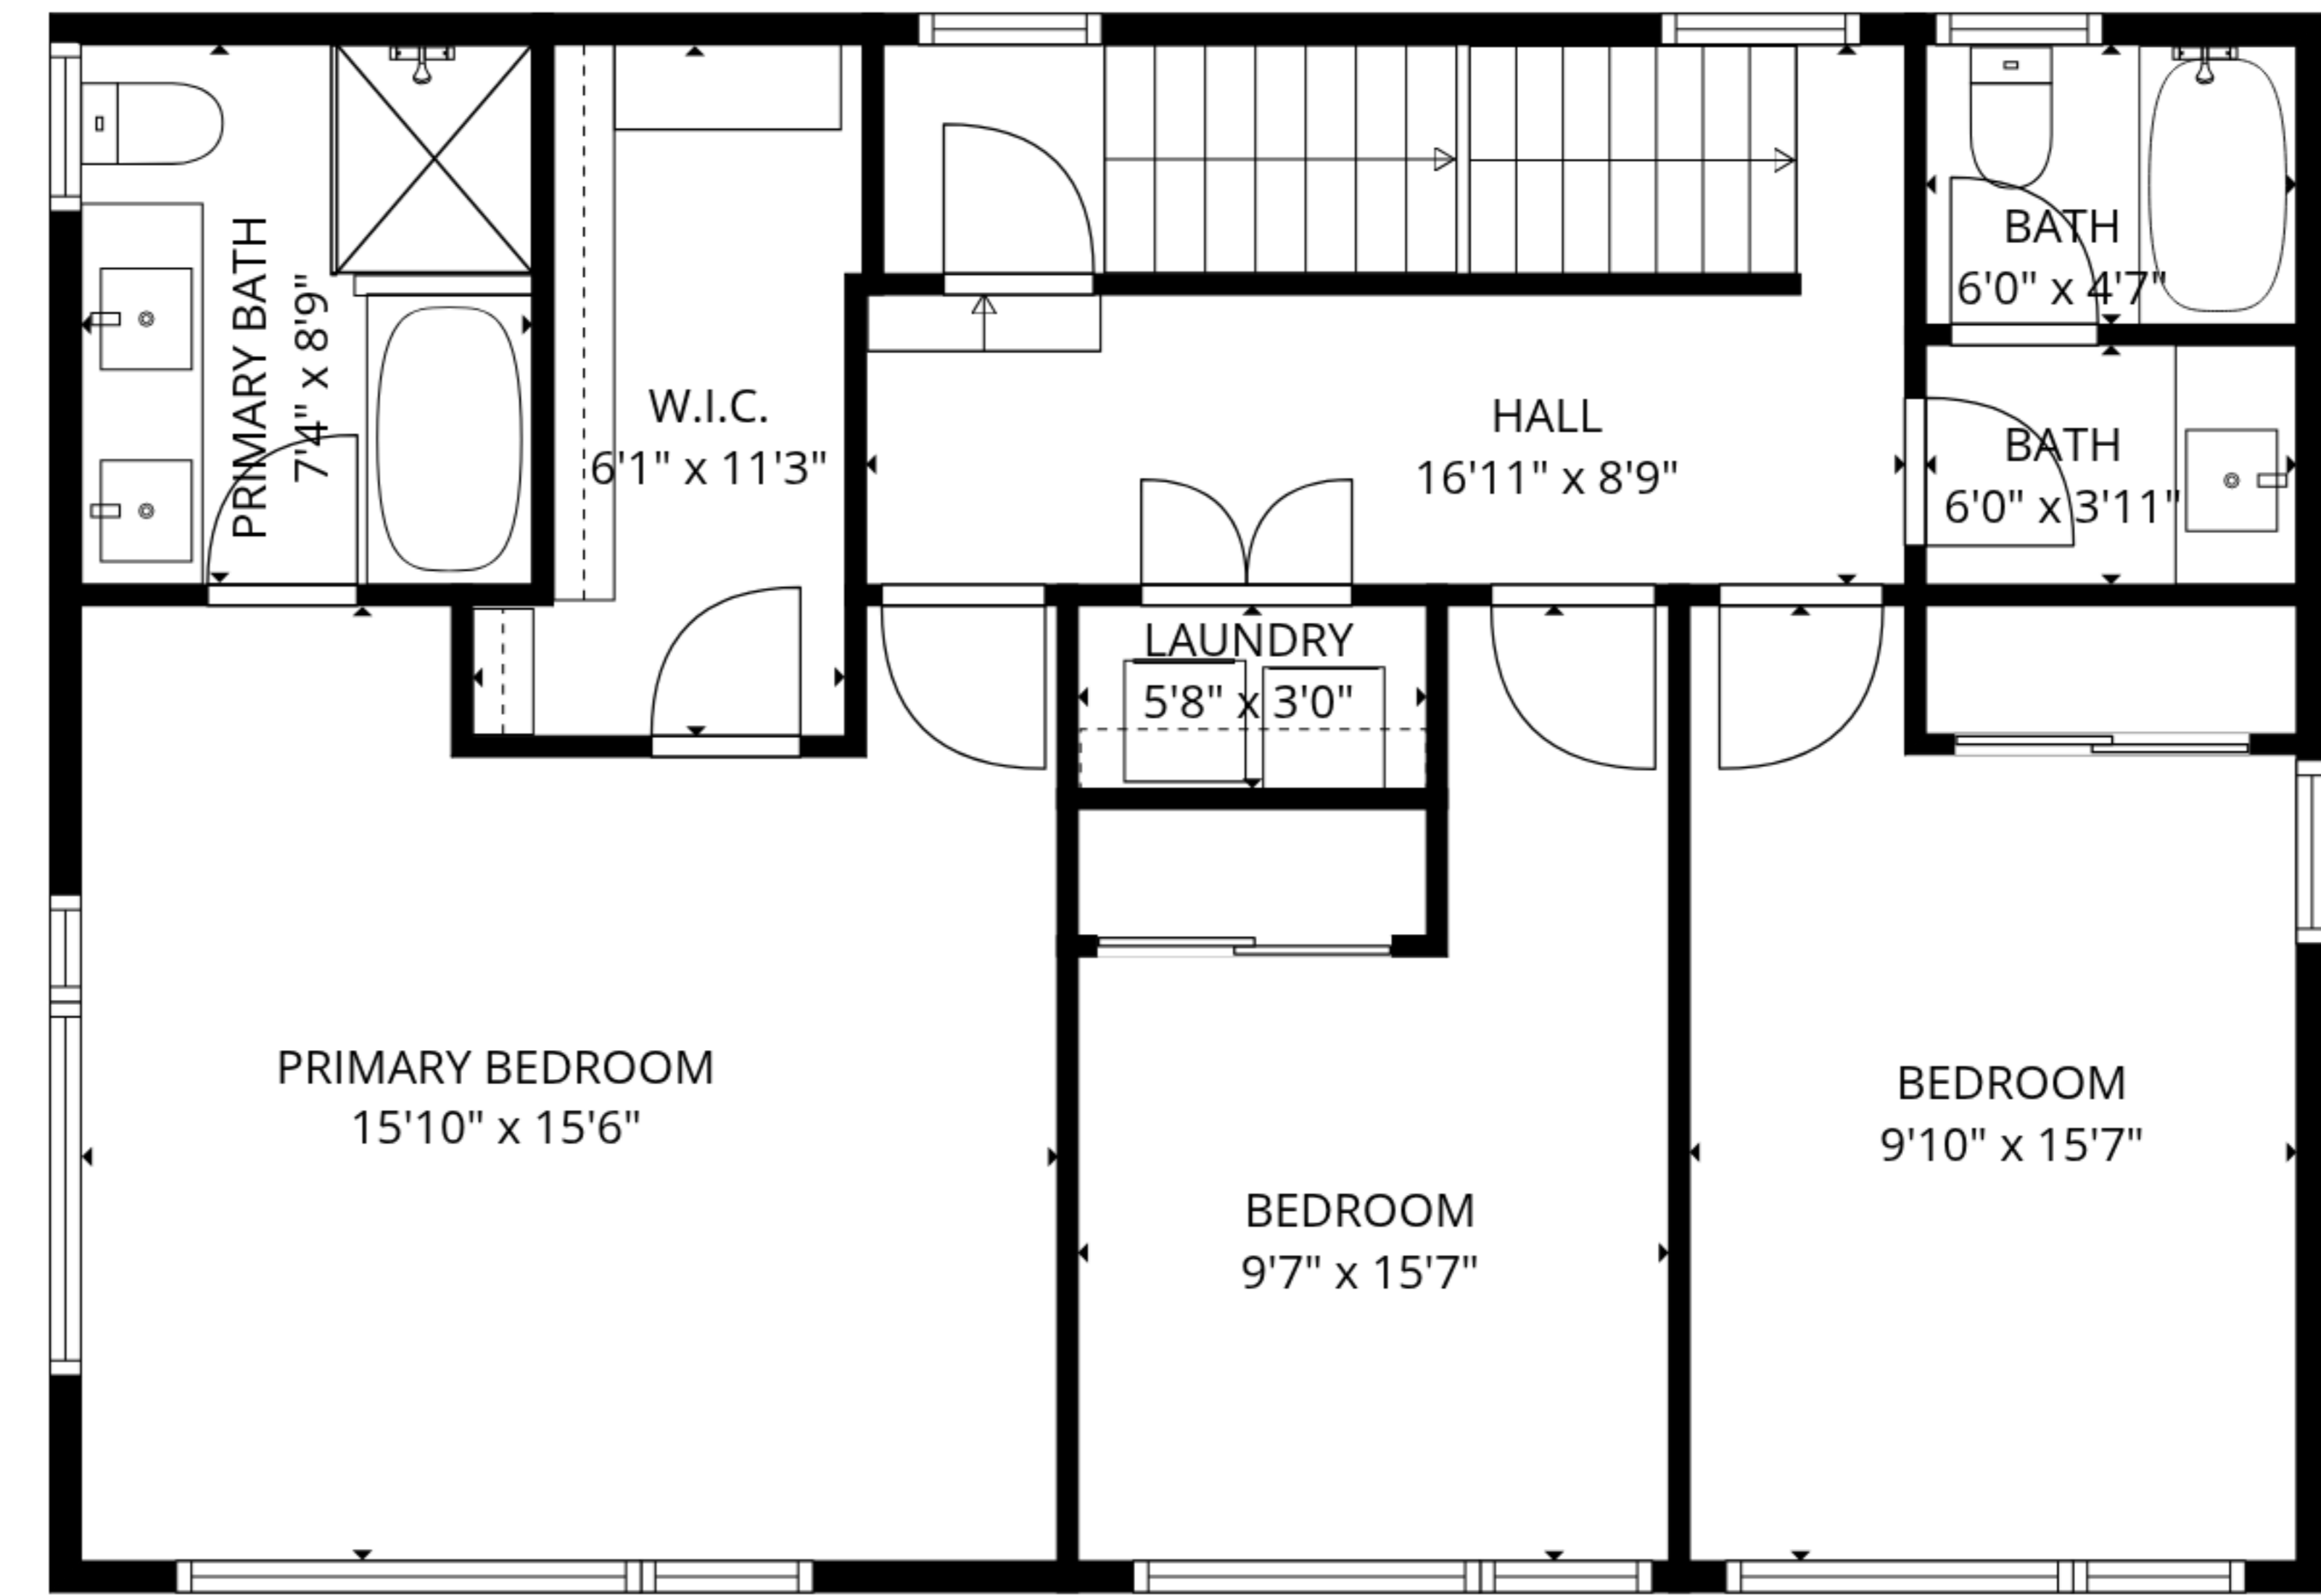 PRIMARY BATH
7'4" x 8'9"
W.I.C.
6'1" x 11'3"
HALL
16'11" x 8'9"
BATH
6'0" x 4'7"
BATH
6'0" x 3'11"
LAUNDRY
5'8" x 3'0"
PRIMARY BEDROOM
15'10" x 15'6"
BEDROOM
9'7" x 15'7"
BEDROOM
9'10" x 15'7"